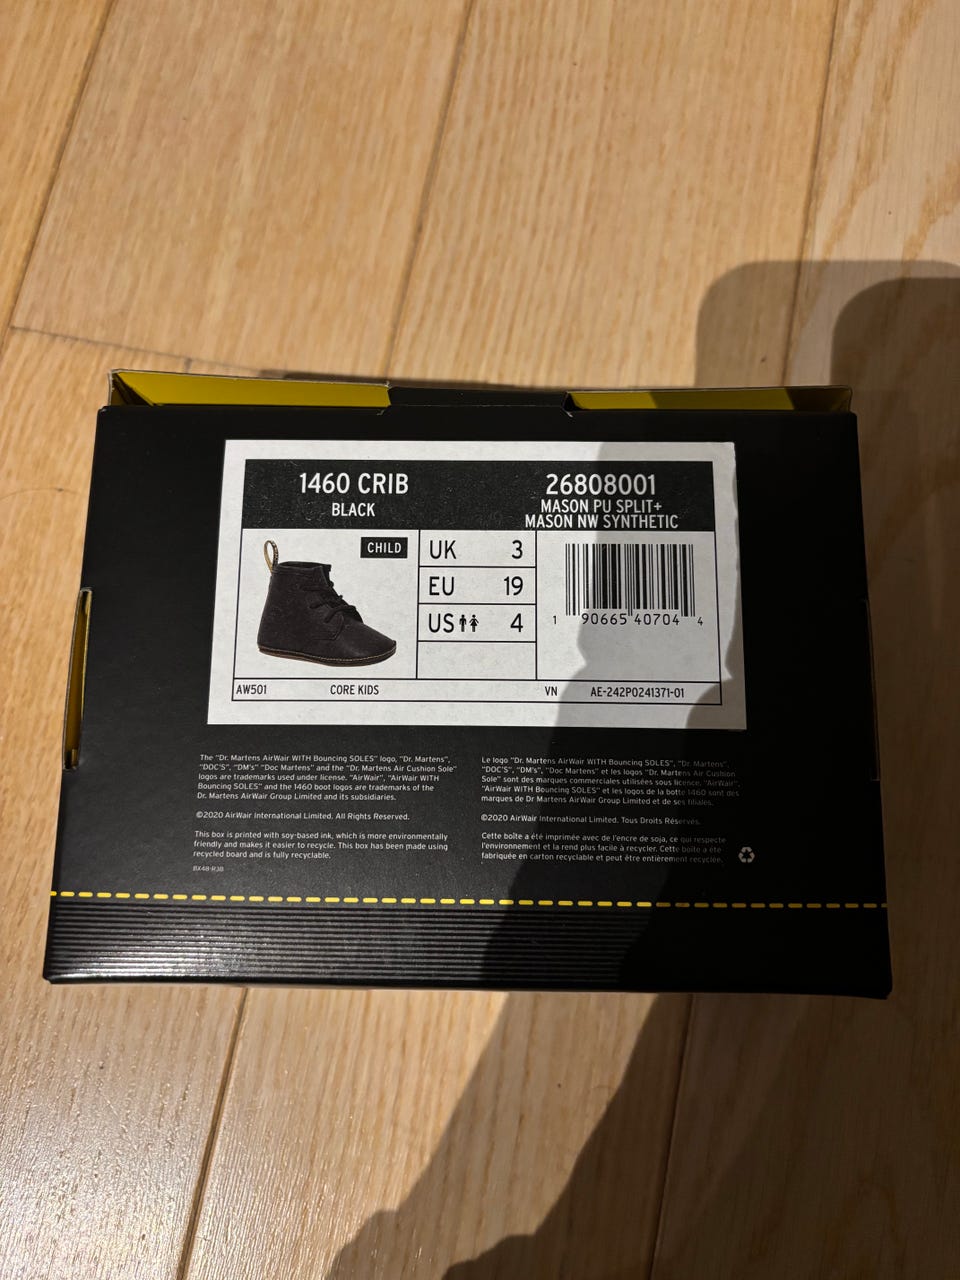 1460 CRIB
BLACK
26808001
MASON PU SPLIT+
MASON NW SYNTHETIC
CHILD
UK 3
EU 19
US 4
1 90665 40704 4
AW501 CORE KIDS VN AE-242P0241371-01
The "Dr. Martens AirWair WITH Bouncing SOLES" logo, "Dr. Martens",
"DOC'S", "DM's" "Doc Martens" and the "Dr. Martens Air Cushion Sole"
logos are trademarks used under license. "AirWair", "AirWair WITH
Bouncing SOLES" and the 1460 boot logos are trademarks of the
Dr. Martens AirWair Group Limited and its subsidiaries.
©2020 AirWair International Limited. All Rights Reserved.
This box is printed with soy-based ink, which is more environmentally
friendly and makes it easier to recycle. This box has been made using
recycled board and is fully recyclable.
BX48-RJB
Le logo "Dr. Martens AirWair WITH Bouncing SOLES", "Dr. Martens",
"DOC'S", "DM's", "Doc Martens" et les logos "Dr. Martens Air Cushion
Sole" sont des marques commerciales utilisées sous licence. "AirWair",
"AirWair WITH Bouncing SOLES" et les logos de la botte 1460 sont des
marques de Dr Martens AirWair Group Limited et de ses filiales.
©2020 AirWair International Limited. Tous Droits Réservés.
Cette boîte a été imprimée avec de l'encre de soja, ce qui respecte
l'environnement et la rend plus facile à recycler. Cette boîte a été
fabriquée en carton recyclable et peut être entièrement recyclée.